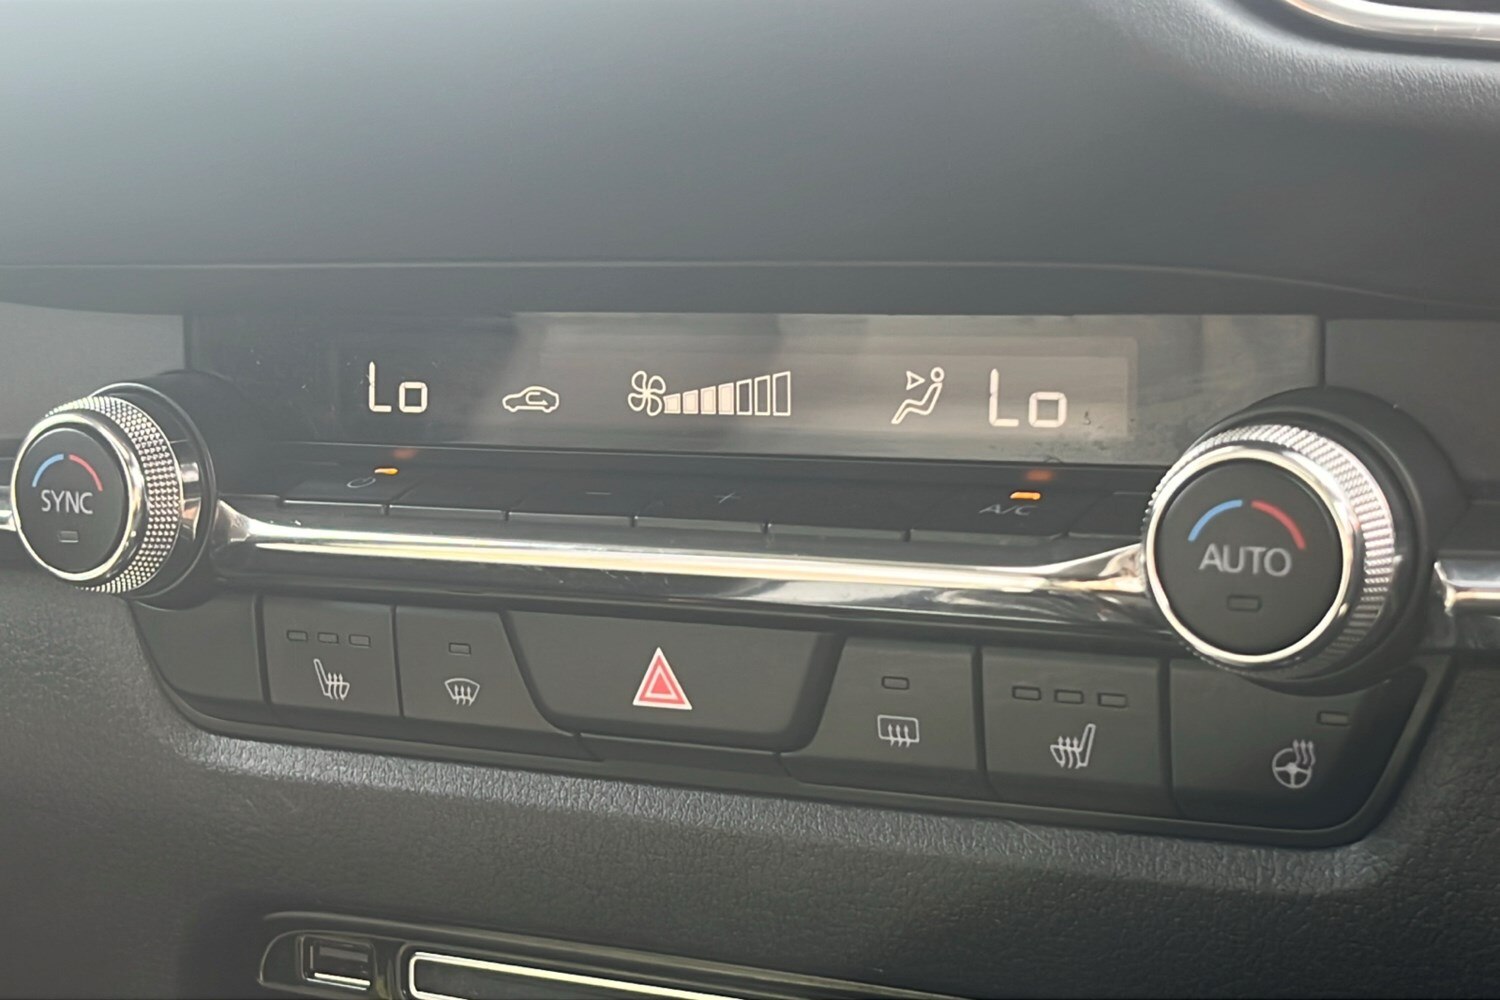 Lo Lo
− +
A/C
SYNC
AUTO